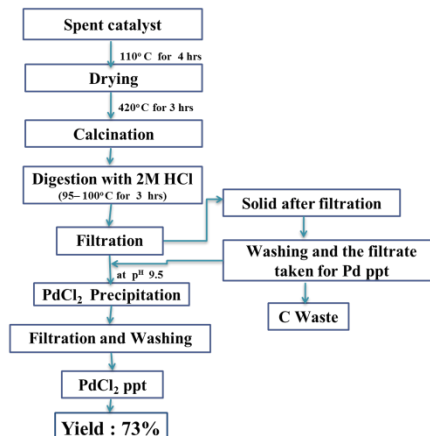 Spent catalyst
110° C for 4 hrs
Drying
420°C for 3 hrs
Calcination
Digestion with 2M HCl
(95–100°C for 3 hrs)
Filtration
Solid after filtration
Washing and the filtrate
taken for Pd ppt
C Waste
at pᴴ 9.5
PdCl₂ Precipitation
Filtration and Washing
PdCl₂ ppt
Yield : 73%